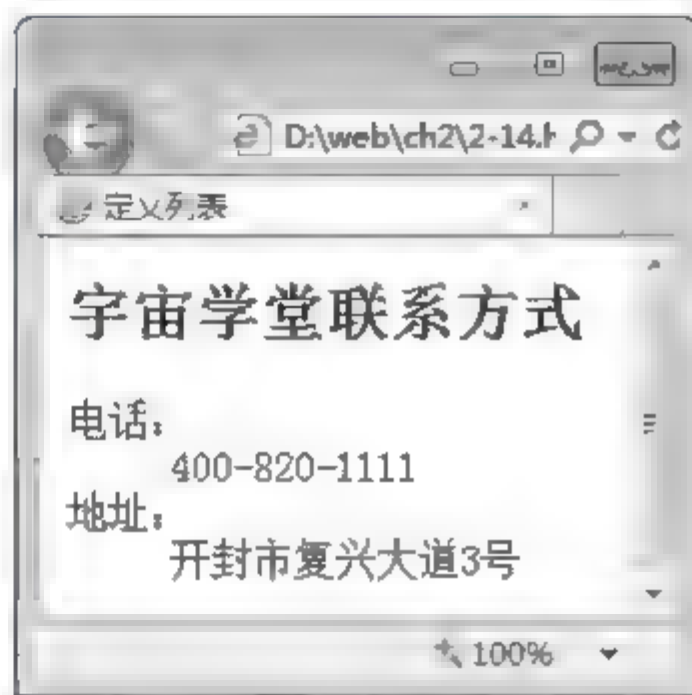 D:\web\ch2\2-14.h
定义列表
宇宙学堂联系方式
电话：
400-820-1111
地址：
开封市复兴大道3号
100%